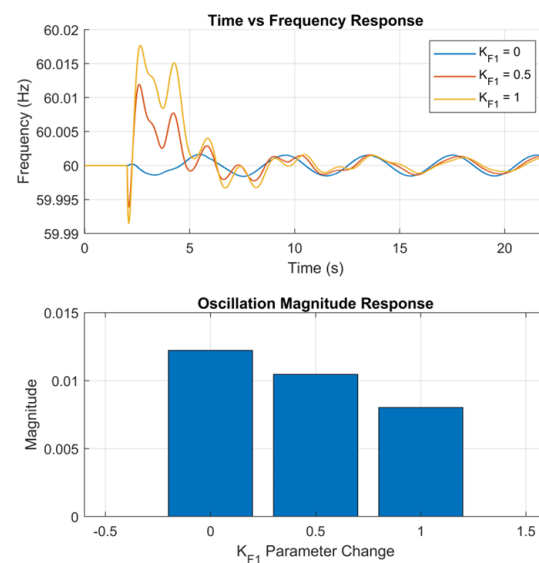 Time vs Frequency Response
Frequency (Hz)
60.02
60.015
60.01
60.005
60
59.995
59.99
K_F1 = 0
K_F1 = 0.5
K_F1 = 1
0 5 10 15 20
Time (s)
Oscillation Magnitude Response
Magnitude
0.015
0.01
0.005
0
-0.5 0 0.5 1 1.5
K_F1 Parameter Change